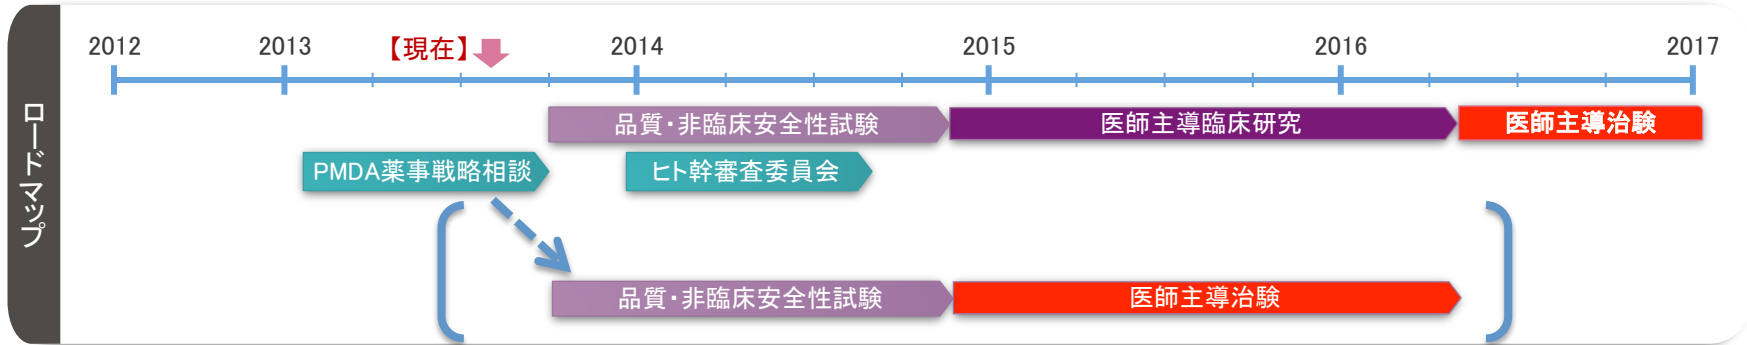 ロードマップ
2012
2013
【現在】
2014
2015
2016
2017
品質・非臨床安全性試験
医師主導臨床研究
医師主導治験
PMDA薬事戦略相談
ヒト幹審査委員会
品質・非臨床安全性試験
医師主導治験